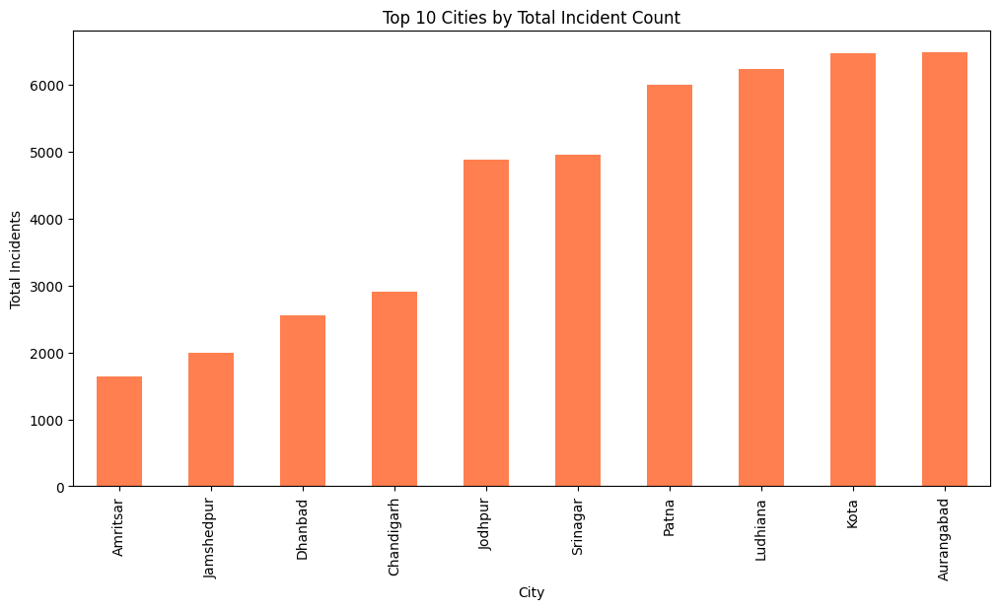 Top 10 Cities by Total Incident Count
Total Incidents
6000
5000
4000
3000
2000
1000
0
Amritsar
Jamshedpur
Dhanbad
Chandigarh
Jodhpur
Srinagar
Patna
Ludhiana
Kota
Aurangabad
City